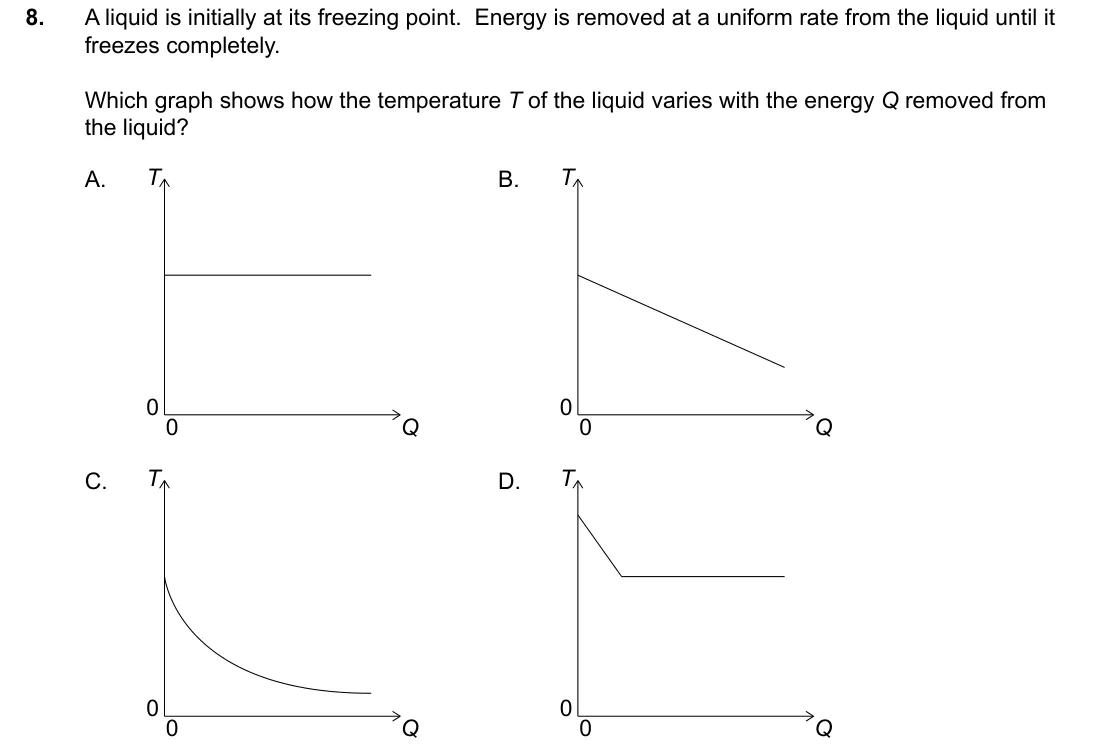 8. A liquid is initially at its freezing point. Energy is removed at a uniform rate from the liquid until it
freezes completely.
Which graph shows how the temperature T of the liquid varies with the energy Q removed from
the liquid?
A. T
0
0 Q
B. T
0
0 Q
C. T
0
0 Q
D. T
0
0 Q